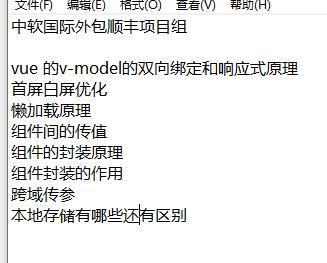 文件(F) 编辑(E) 格式(O) 查看(V) 帮助(H)
中软国际外包顺丰项目组
vue 的v-model的双向绑定和响应式原理
首屏白屏优化
懒加载原理
组件间的传值
组件的封装原理
组件封装的作用
跨域传参
本地存储有哪些还有区别